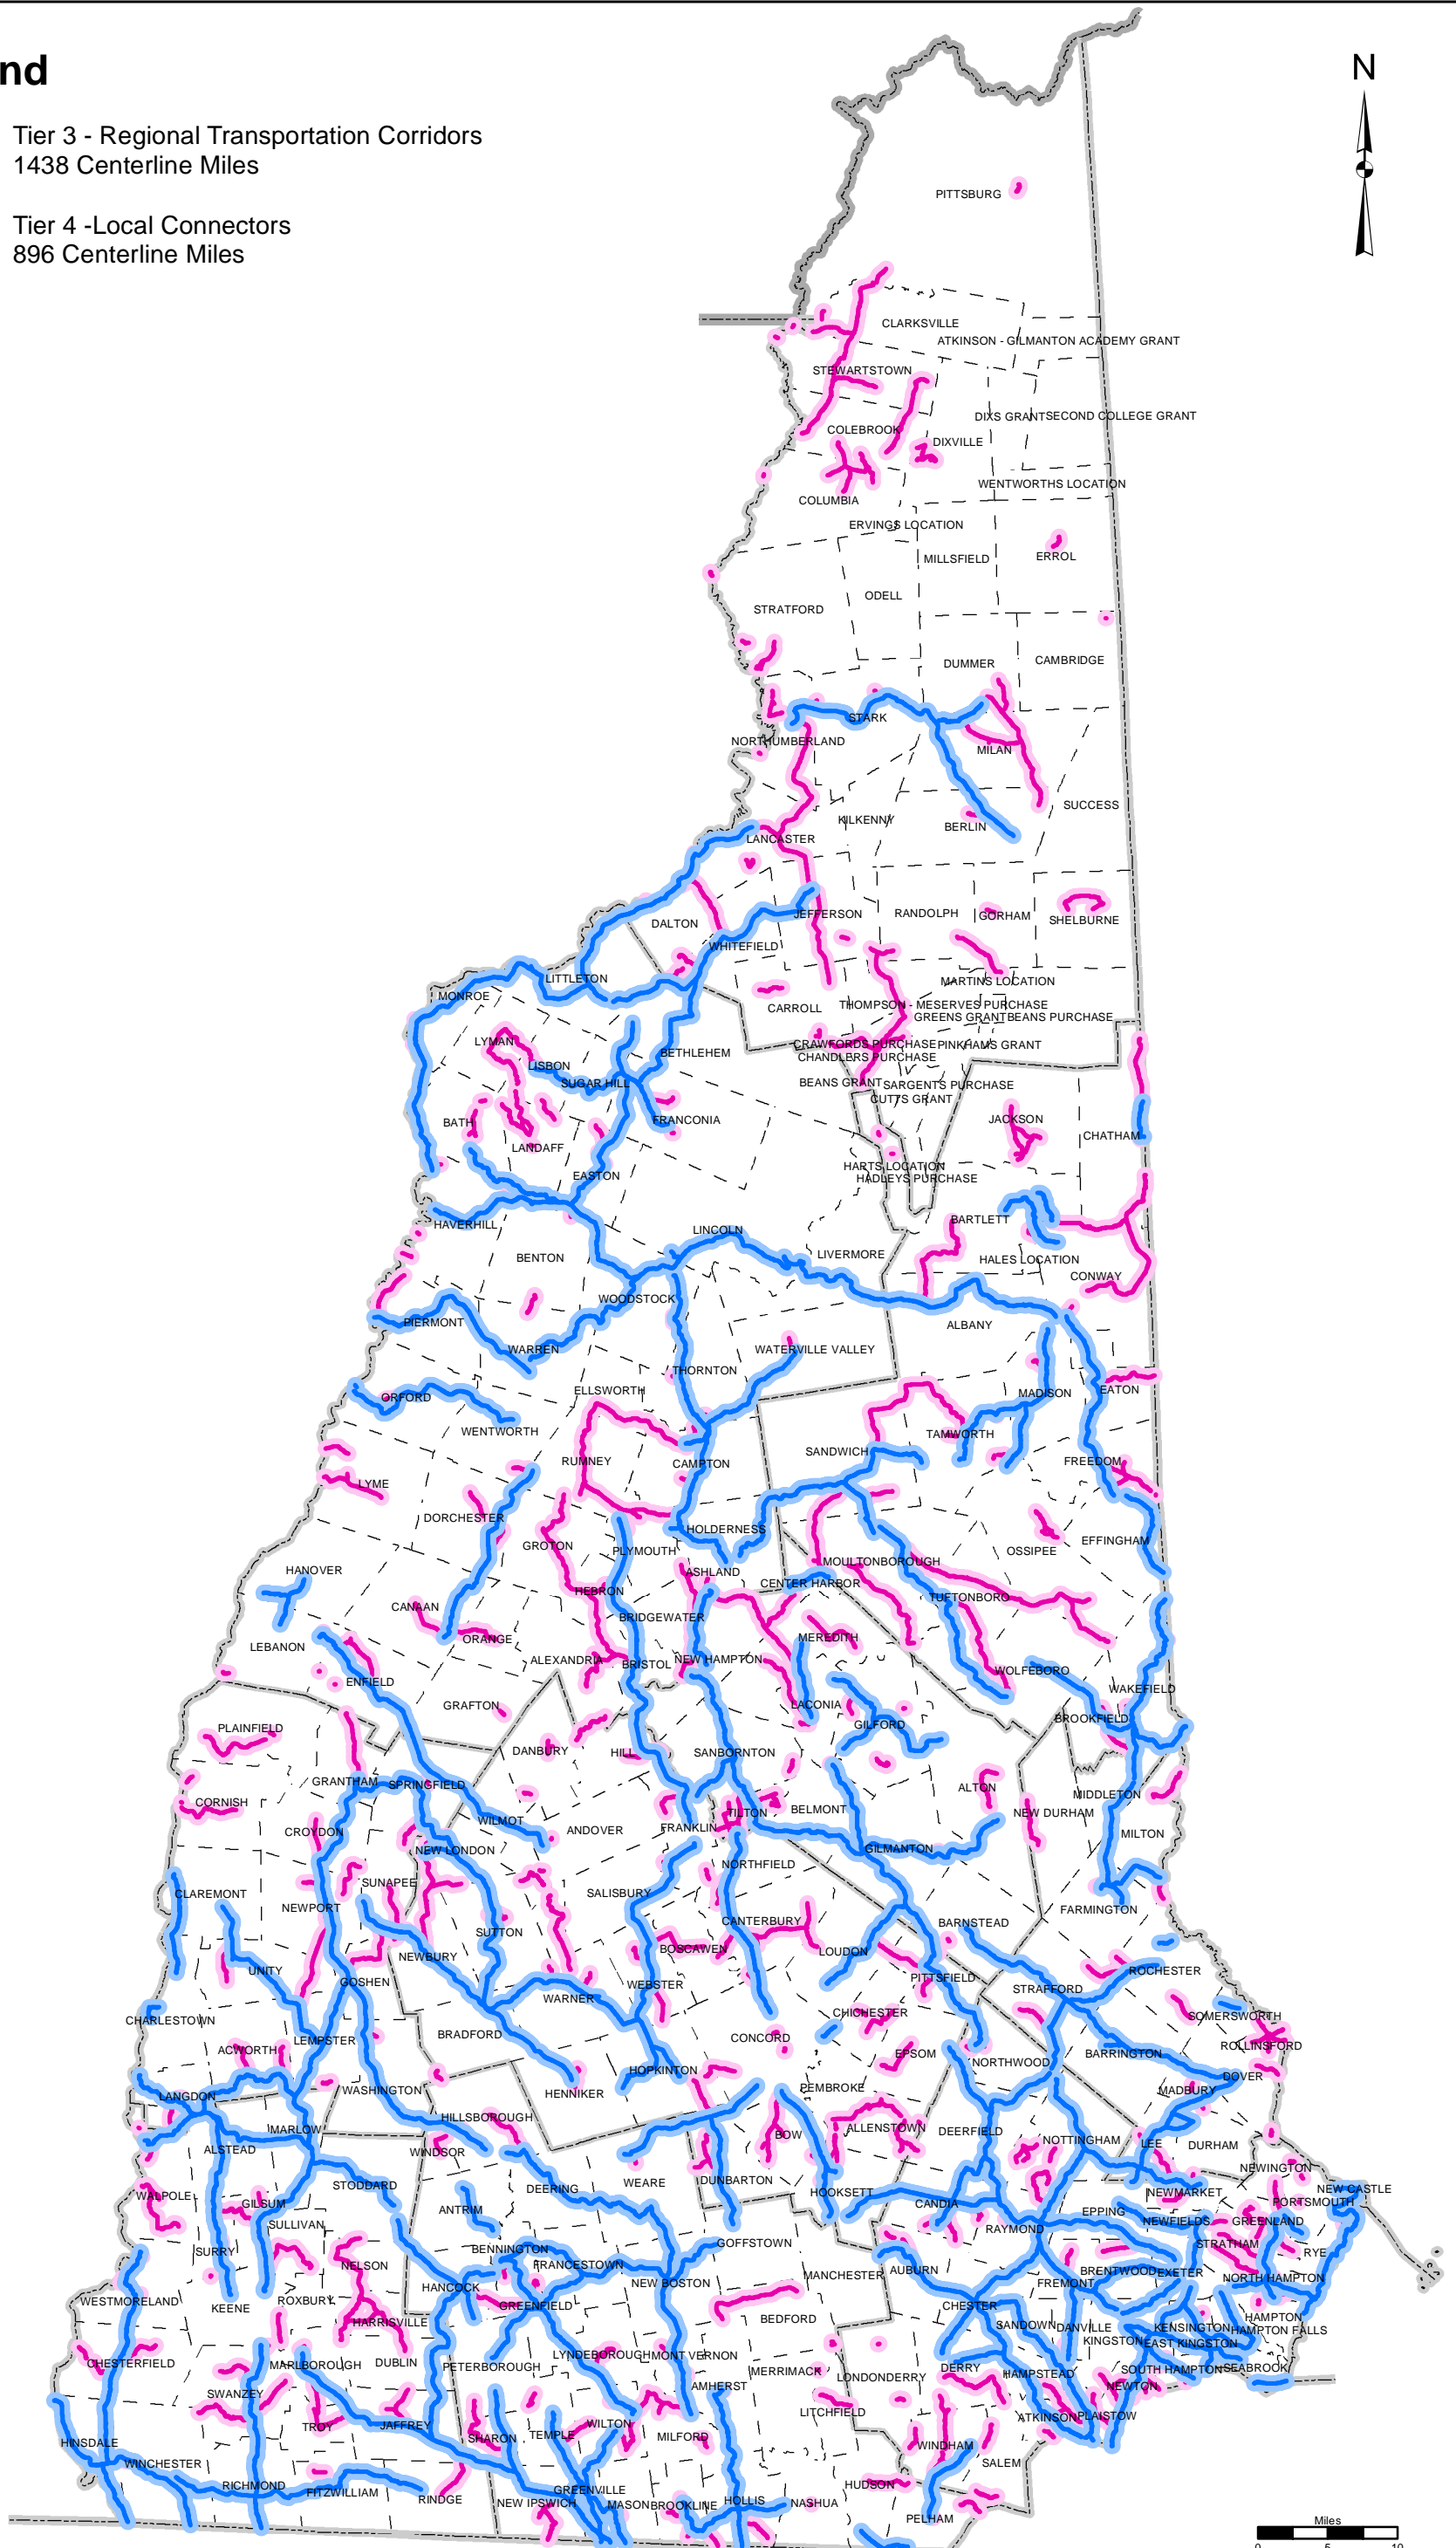 nd
N
Tier 3 - Regional Transportation Corridors
1438 Centerline Miles
Tier 4 -Local Connectors
896 Centerline Miles
PITTSBURG
CLARKSVILLE
ATKINSON - GILMANTON ACADEMY GRANT
STEWARTSTOWN
DIXS GRANT
SECOND COLLEGE GRANT
COLEBROOK
DIXVILLE
WENTWORTHS LOCATION
COLUMBIA
ERVINGS LOCATION
MILLSFIELD
ERROL
ODELL
STRATFORD
DUMMER
CAMBRIDGE
STARK
NORTHUMBERLAND
MILAN
SUCCESS
KILKENNY
BERLIN
LANCASTER
JEFFERSON
RANDOLPH
GORHAM
SHELBURNE
DALTON
WHITEFIELD
LITTLETON
MARTINS LOCATION
MONROE
CARROLL
THOMPSON - MESERVES PURCHASE
GREENS GRANT
BEANS PURCHASE
LYMAN
CRAWFORDS PURCHASE
PINKHAMS GRANT
BETHLEHEM
CHANDLERS PURCHASE
LISBON
SUGAR HILL
BEANS GRANT
SARGENTS PURCHASE
CUTTS GRANT
BATH
FRANCONIA
JACKSON
CHATHAM
LANDAFF
HARTS LOCATION
EASTON
HADLEYS PURCHASE
HAVERHILL
LINCOLN
BARTLETT
BENTON
LIVERMORE
HALES LOCATION
CONWAY
WOODSTOCK
PIERMONT
ALBANY
WARREN
WATERVILLE VALLEY
THORNTON
ORFORD
ELLSWORTH
MADISON
EATON
WENTWORTH
TAMWORTH
SANDWICH
RUMNEY
CAMPTON
FREEDOM
LYME
DORCHESTER
HOLDERNESS
GROTON
PLYMOUTH
OSSIPEE
EFFINGHAM
HANOVER
ASHLAND
MOULTONBOROUGH
CENTER HARBOR
HEBRON
TUFTONBORO
CANAAN
BRIDGEWATER
ORANGE
MEREDITH
LEBANON
ALEXANDRIA
BRISTOL
NEW HAMPTON
WOLFEBORO
ENFIELD
WAKEFIELD
GRAFTON
LACONIA
BROOKFIELD
PLAINFIELD
GILFORD
DANBURY
HILL
SANBORNTON
GRANTHAM
SPRINGFIELD
ALTON
MIDDLETON
CORNISH
TILTON
BELMONT
NEW DURHAM
WILMOT
ANDOVER
FRANKLIN
CROYDON
MILTON
NEW LONDON
GILMANTON
NORTHFIELD
SUNAPEE
CLAREMONT
SALISBURY
NEWPORT
FARMINGTON
SUTTON
CANTERBURY
BARNSTEAD
BOSCAWEN
LOUDON
NEWBURY
UNITY
GOSHEN
WEBSTER
PITTSFIELD
ROCHESTER
STRAFFORD
WARNER
CHARLESTOWN
CHICHESTER
SOMERSWORTH
LEMPSTER
BRADFORD
CONCORD
ROLLINSFORD
ACWORTH
EPSOM
BARRINGTON
NORTHWOOD
HOPKINTON
DOVER
LANGDON
WASHINGTON
HENNIKER
PEMBROKE
MADBURY
HILLSBOROUGH
MARLOW
ALLENSTOWN
DEERFIELD
BOW
NOTTINGHAM
LEE
DURHAM
ALSTEAD
WINDSOR
NEWINGTON
STODDARD
DEERING
WEARE
DUNBARTON
HOOKSETT
NEWMARKET
NEW CASTLE
WALPOLE
GILSUM
CANDIA
PORTSMOUTH
ANTRIM
EPPING
NEWFIELDS
GREENLAND
SULLIVAN
RAYMOND
GOFFSTOWN
STRATHAM
SURRY
BENNINGTON
RYE
NELSON
FRANCESTOWN
MANCHESTER
AUBURN
BRENTWOOD
EXETER
HANCOCK
NEW BOSTON
FREMONT
NORTH HAMPTON
WESTMORELAND
ROXBURY
KEENE
GREENFIELD
CHESTER
HARRISVILLE
BEDFORD
SANDOWN
DANVILLE
KENSINGTON
HAMPTON
HAMPTON FALLS
KINGSTON
EAST KINGSTON
CHESTERFIELD
MARLBOROUGH
DUBLIN
PETERBOROUGH
LYNDEBOROUGH
MONT VERNON
MERRIMACK
LONDONDERRY
DERRY
HAMPSTEAD
SOUTH HAMPTON
SEABROOK
SWANZEY
AMHERST
NEWTON
LITCHFIELD
ATKINSON
PLAISTOW
TROY
JAFFREY
SHARON
TEMPLE
WILTON
MILFORD
HINSDALE
WINDHAM
WINCHESTER
SALEM
RICHMOND
FITZWILLIAM
GREENVILLE
HUDSON
RINDGE
NEW IPSWICH
MASON
BROOKLINE
HOLLIS
NASHUA
PELHAM
Miles
0 5 10